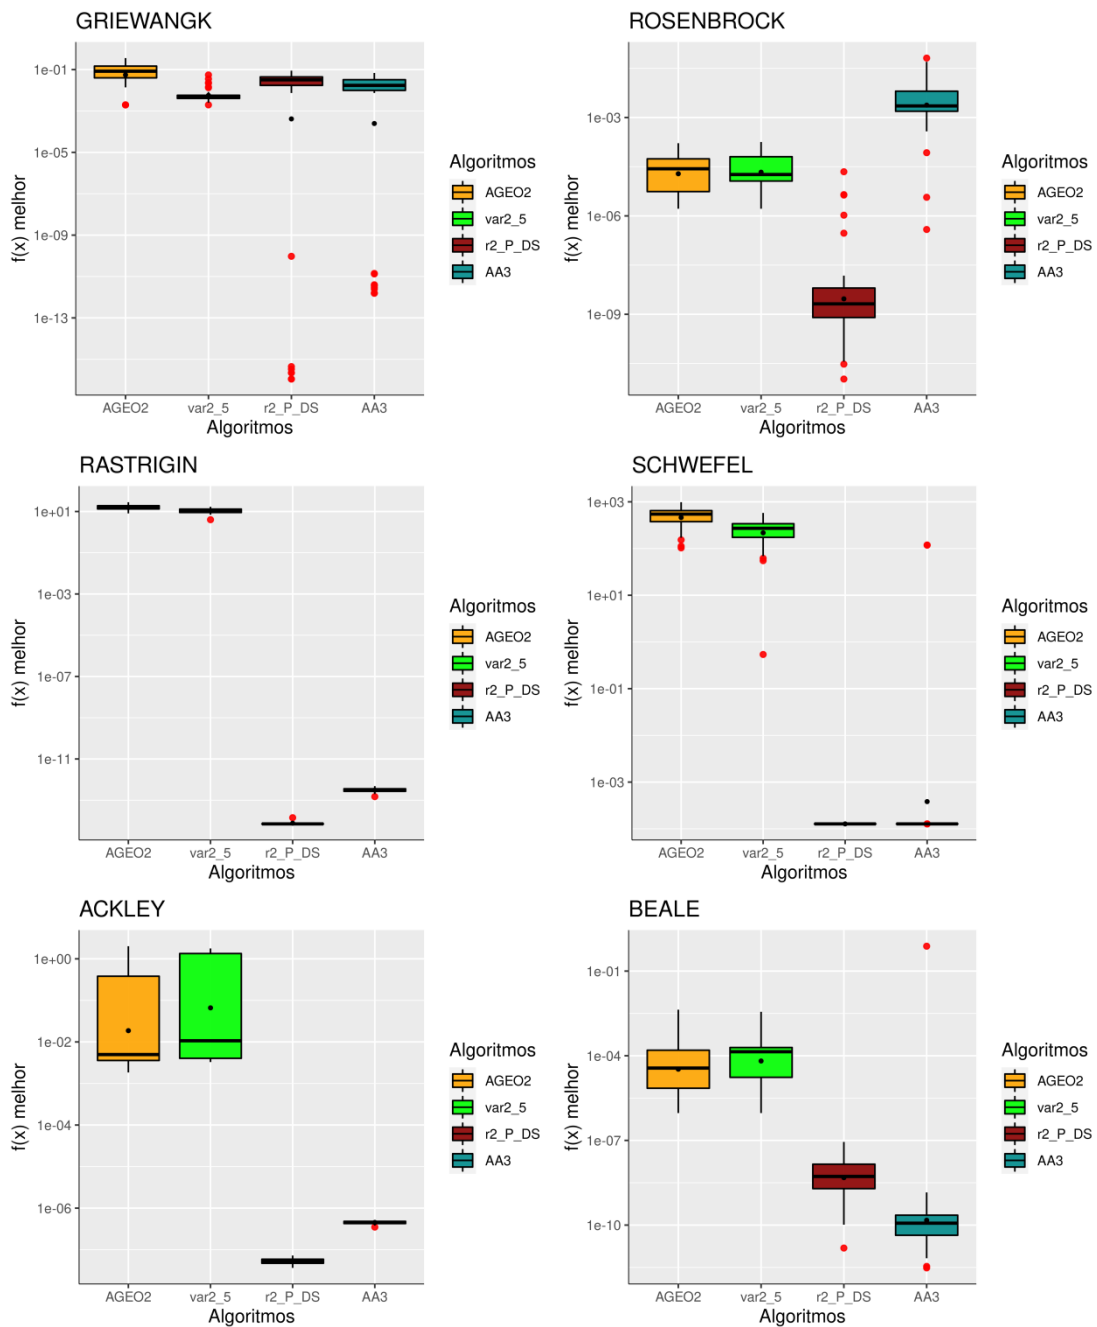 GRIEWANGK
1e-01
1e-05
1e-09
1e-13
f(x) melhor
AGEO2 var2_5 r2_P_DS AA3
Algoritmos
Algoritmos
AGEO2
var2_5
r2_P_DS
AA3
ROSENBROCK
1e-03
1e-06
1e-09
f(x) melhor
AGEO2 var2_5 r2_P_DS AA3
Algoritmos
Algoritmos
AGEO2
var2_5
r2_P_DS
AA3
RASTRIGIN
1e+01
1e-03
1e-07
1e-11
f(x) melhor
AGEO2 var2_5 r2_P_DS AA3
Algoritmos
Algoritmos
AGEO2
var2_5
r2_P_DS
AA3
SCHWEFEL
1e+03
1e+01
1e-01
1e-03
f(x) melhor
AGEO2 var2_5 r2_P_DS AA3
Algoritmos
Algoritmos
AGEO2
var2_5
r2_P_DS
AA3
ACKLEY
1e+00
1e-02
1e-04
1e-06
f(x) melhor
AGEO2 var2_5 r2_P_DS AA3
Algoritmos
Algoritmos
AGEO2
var2_5
r2_P_DS
AA3
BEALE
1e-01
1e-04
1e-07
1e-10
f(x) melhor
AGEO2 var2_5 r2_P_DS AA3
Algoritmos
Algoritmos
AGEO2
var2_5
r2_P_DS
AA3